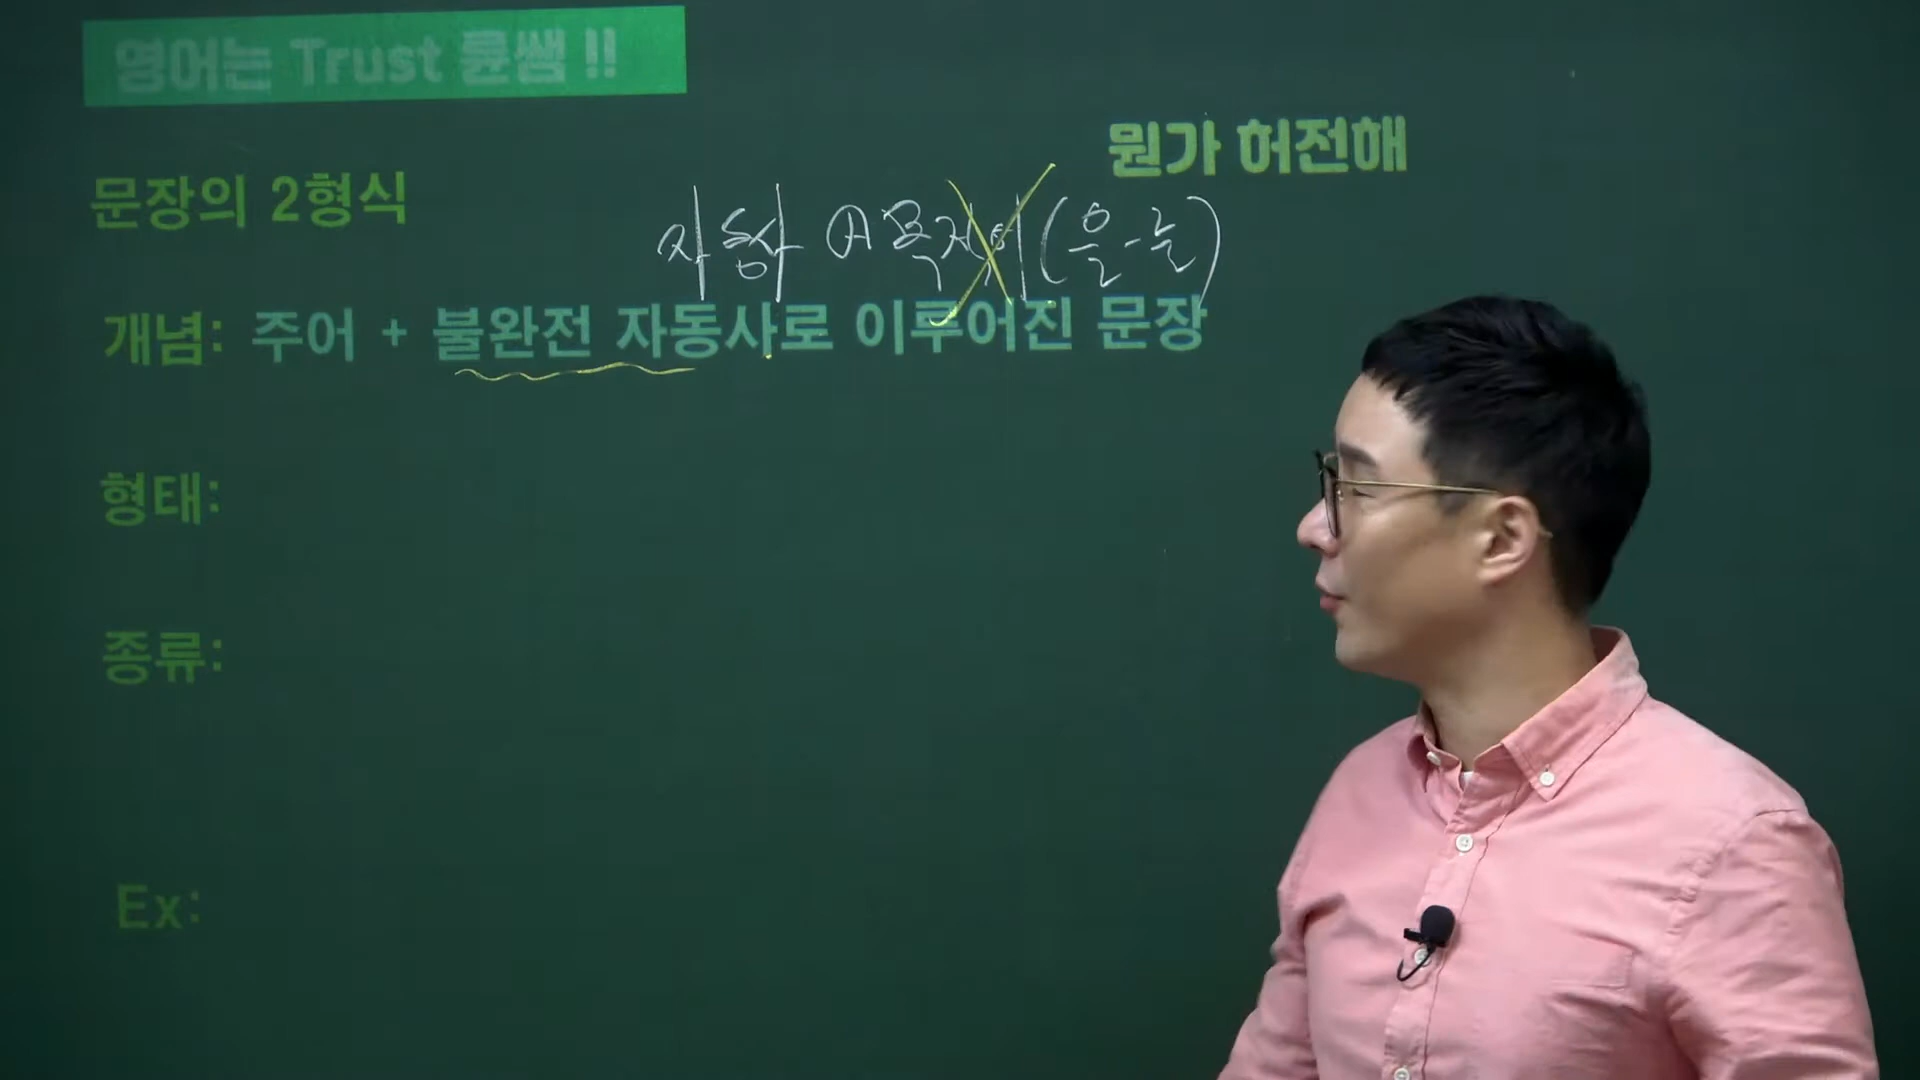 영어는 Trust 륜쌤 !!
뭔가 허전해
문장의 2형식
자동사 목적어 (을-를)
개념: 주어 + 불완전 자동사로 이루어진 문장
형태:
종류:
Ex: